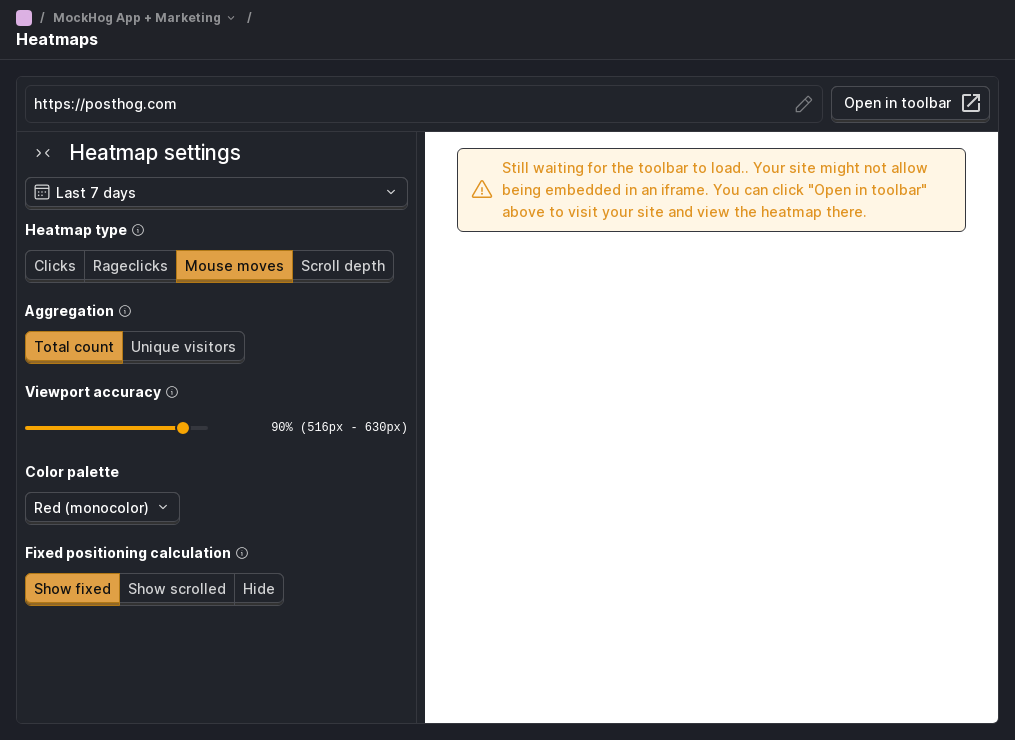 / MockHog App + Marketing /
Heatmaps
https://posthog.com
Open in toolbar
Heatmap settings
Last 7 days
Heatmap type
Clicks Rageclicks Mouse moves Scroll depth
Aggregation
Total count Unique visitors
Viewport accuracy
90% (516px - 630px)
Color palette
Red (monocolor)
Fixed positioning calculation
Show fixed Show scrolled Hide
Still waiting for the toolbar to load.. Your site might not allow
being embedded in an iframe. You can click "Open in toolbar"
above to visit your site and view the heatmap there.